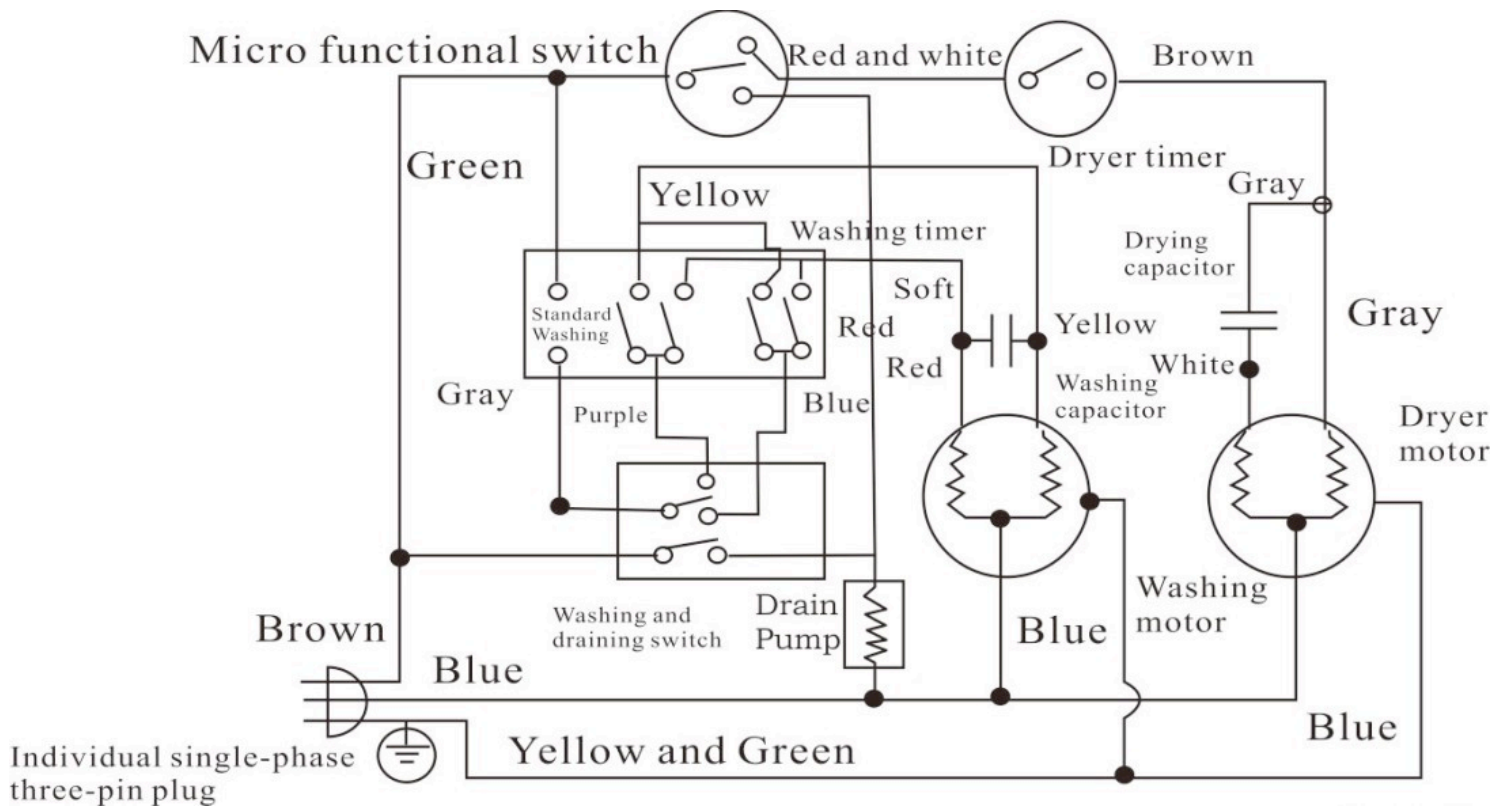 Micro functional switch
Red and white
Brown
Green
Dryer timer
Gray
Yellow
Washing timer
Drying
capacitor
Soft
Standard
Washing
Red
Yellow
Gray
Red
White
Washing
capacitor
Gray
Purple
Blue
Dryer
motor
Washing and
draining switch
Drain
Pump
Washing
motor
Brown
Blue
Blue
Blue
Individual single-phase
three-pin plug
Yellow and Green